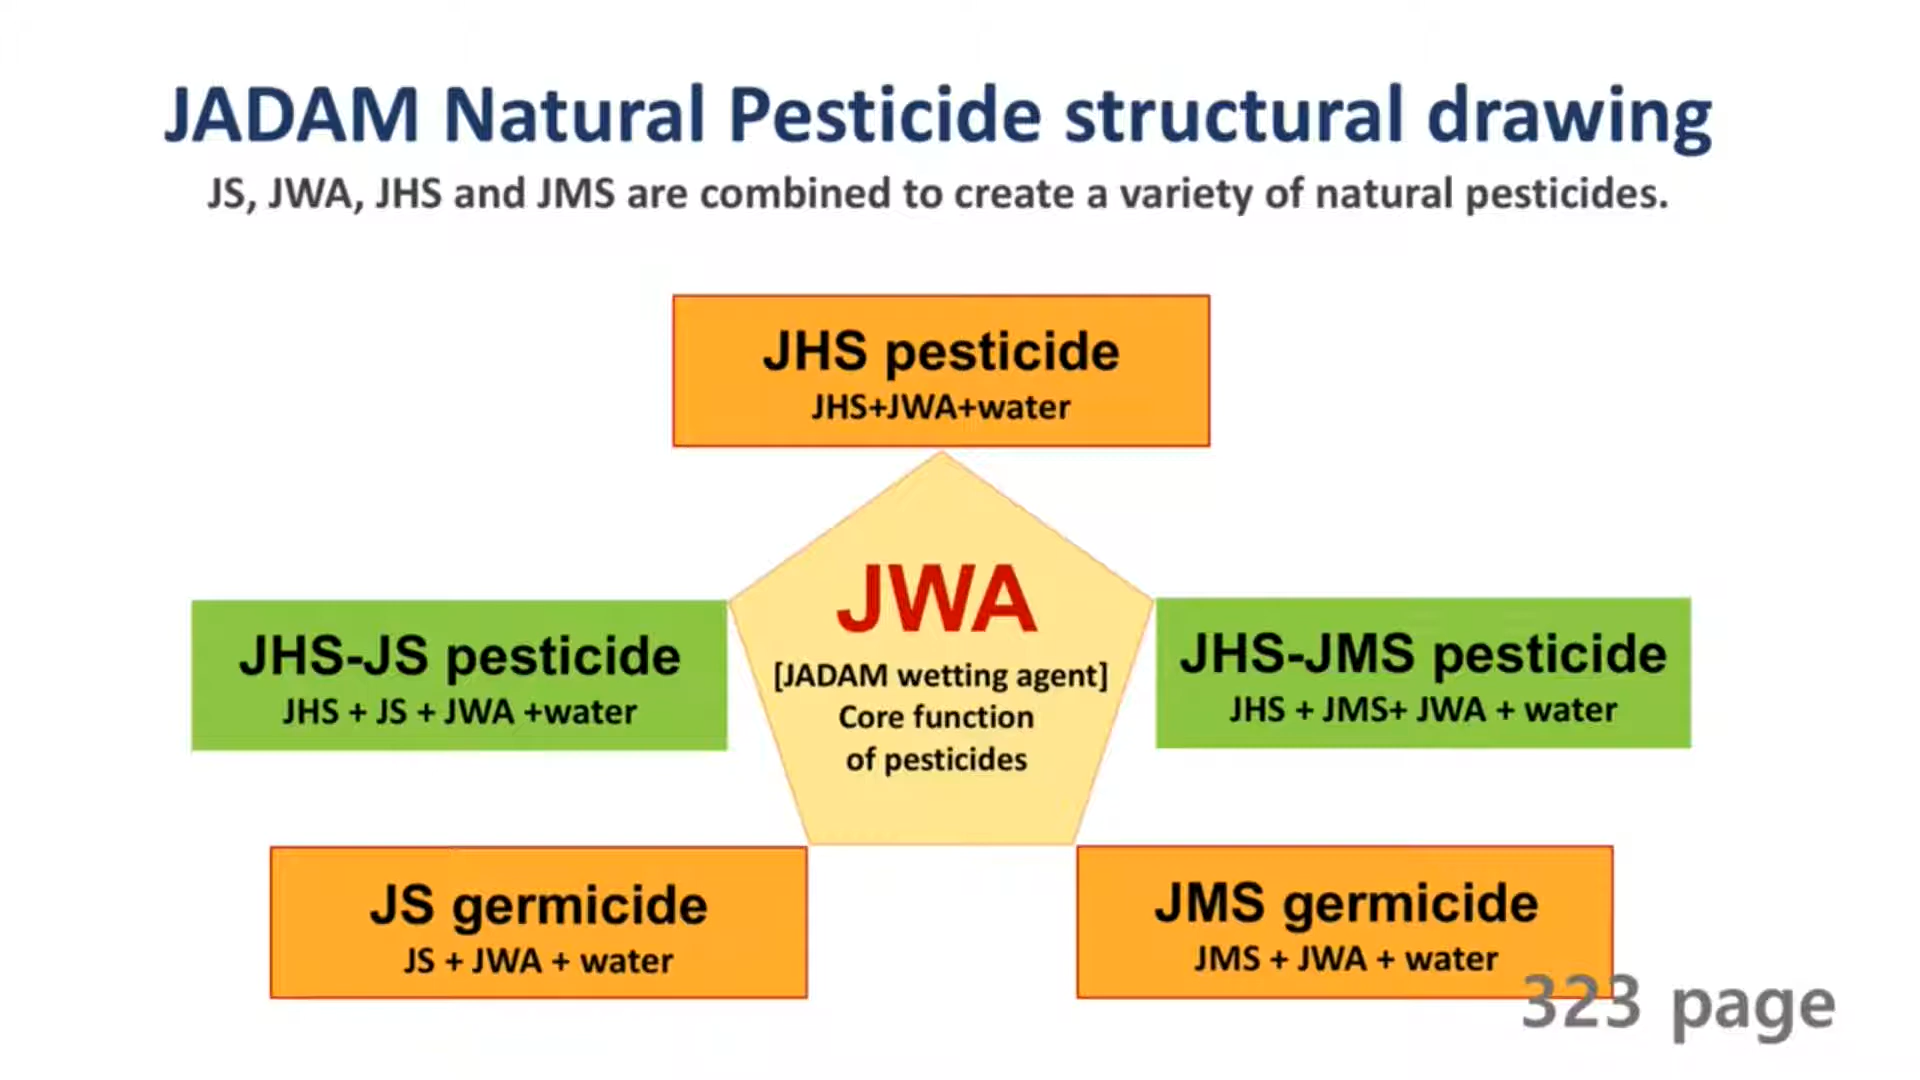 JADAM Natural Pesticide structural drawing
JS, JWA, JHS and JMS are combined to create a variety of natural pesticides.
JHS pesticide
JHS+JWA+water
JWA
[JADAM wetting agent]
Core function
of pesticides
JHS-JS pesticide
JHS + JS + JWA +water
JHS-JMS pesticide
JHS + JMS+ JWA + water
JS germicide
JS + JWA + water
JMS germicide
JMS + JWA + water
323 page